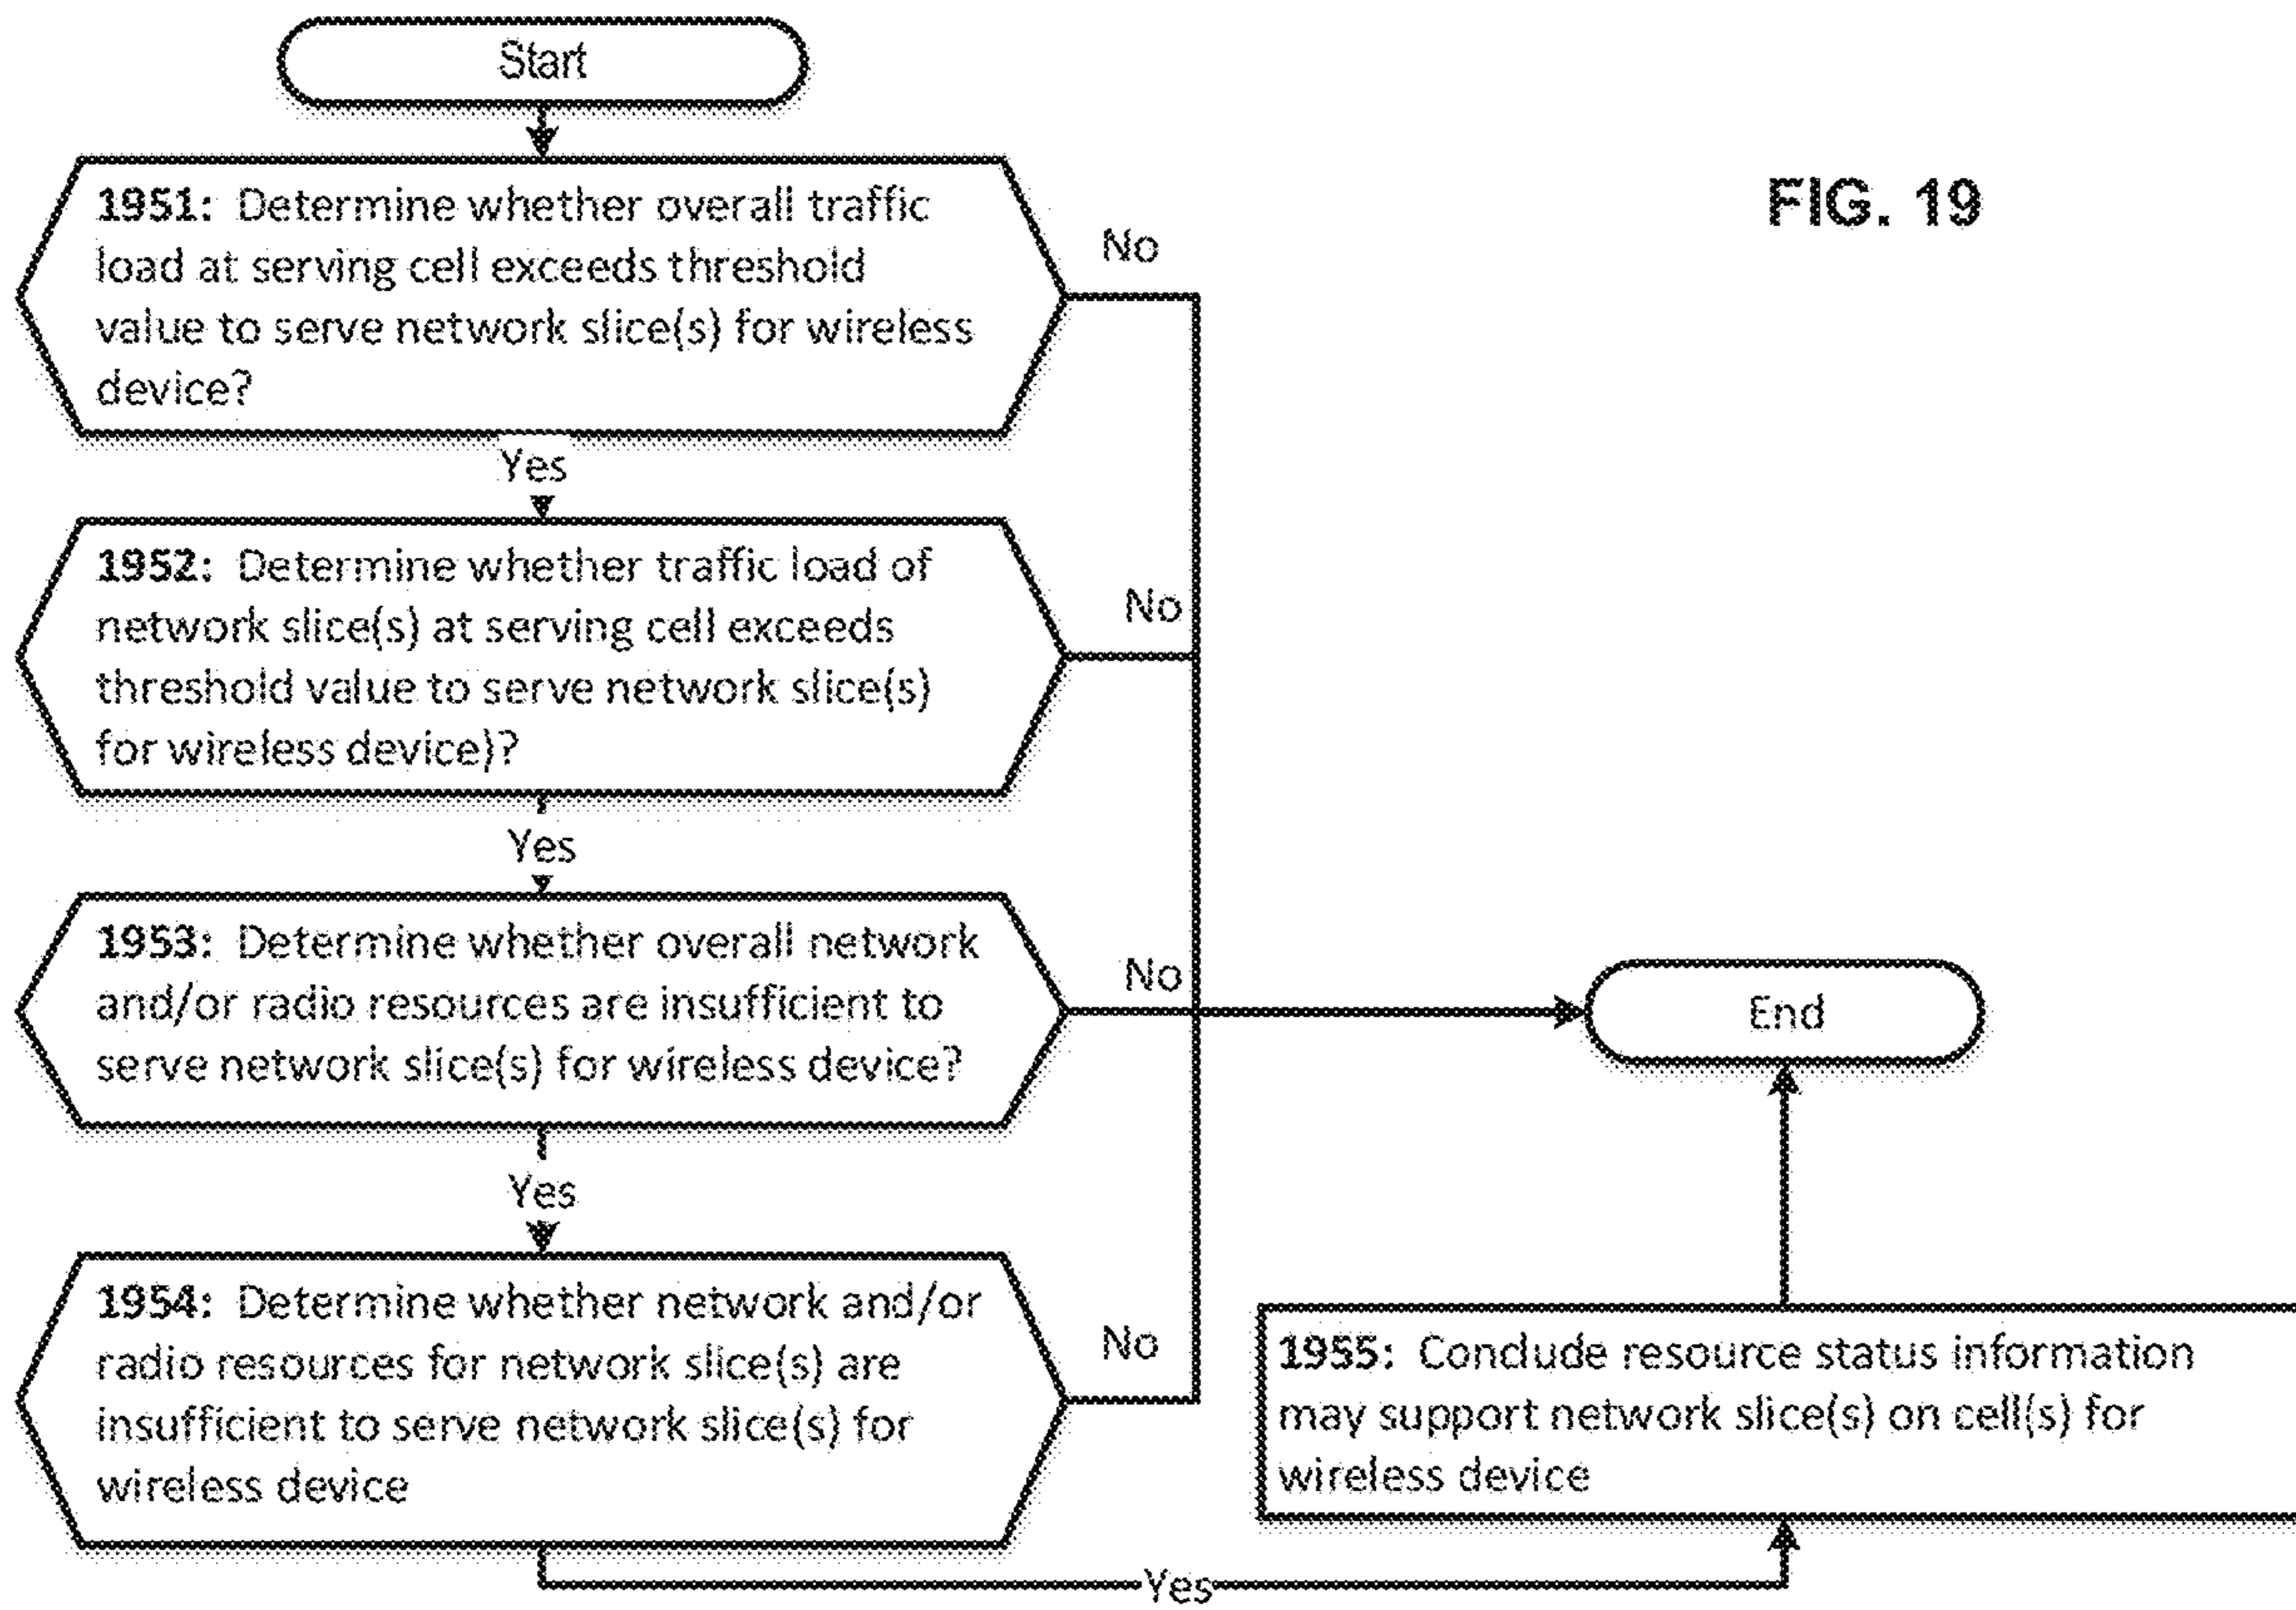 Start
FIG. 19
1951: Determine whether overall traffic
load at serving cell exceeds threshold
value to serve network slice(s) for wireless
device?
No
Yes
1952: Determine whether traffic load of
network slice(s) at serving cell exceeds
threshold value to serve network slice(s)
for wireless device)?
No
Yes
1953: Determine whether overall network
and/or radio resources are insufficient to
serve network slice(s) for wireless device?
No
End
Yes
1954: Determine whether network and/or
radio resources for network slice(s) are
insufficient to serve network slice(s) for
wireless device
No
1955: Conclude resource status information
may support network slice(s) on cell(s) for
wireless device
Yes